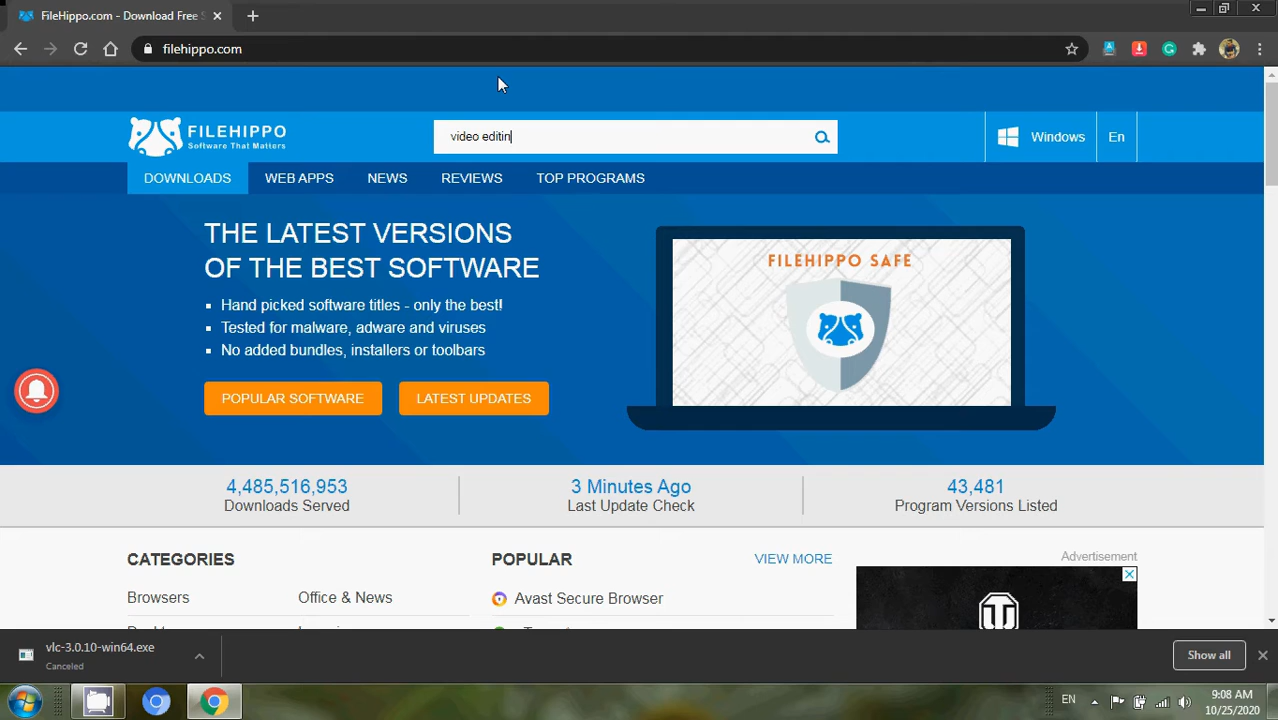 FileHippo.com - Download Free S
filehippo.com
FILEHIPPO
Software That Matters
video editin
Windows
En
DOWNLOADS
WEB APPS
NEWS
REVIEWS
TOP PROGRAMS
THE LATEST VERSIONS
OF THE BEST SOFTWARE
Hand picked software titles - only the best!
Tested for malware, adware and viruses
No added bundles, installers or toolbars
POPULAR SOFTWARE
LATEST UPDATES
FILEHIPPO SAFE
4,485,516,953
Downloads Served
3 Minutes Ago
Last Update Check
43,481
Program Versions Listed
CATEGORIES
POPULAR
VIEW MORE
Advertisement
Browsers
Office & News
Avast Secure Browser
vlc-3.0.10-win64.exe
Canceled
Show all
EN
9:08 AM
10/25/2020